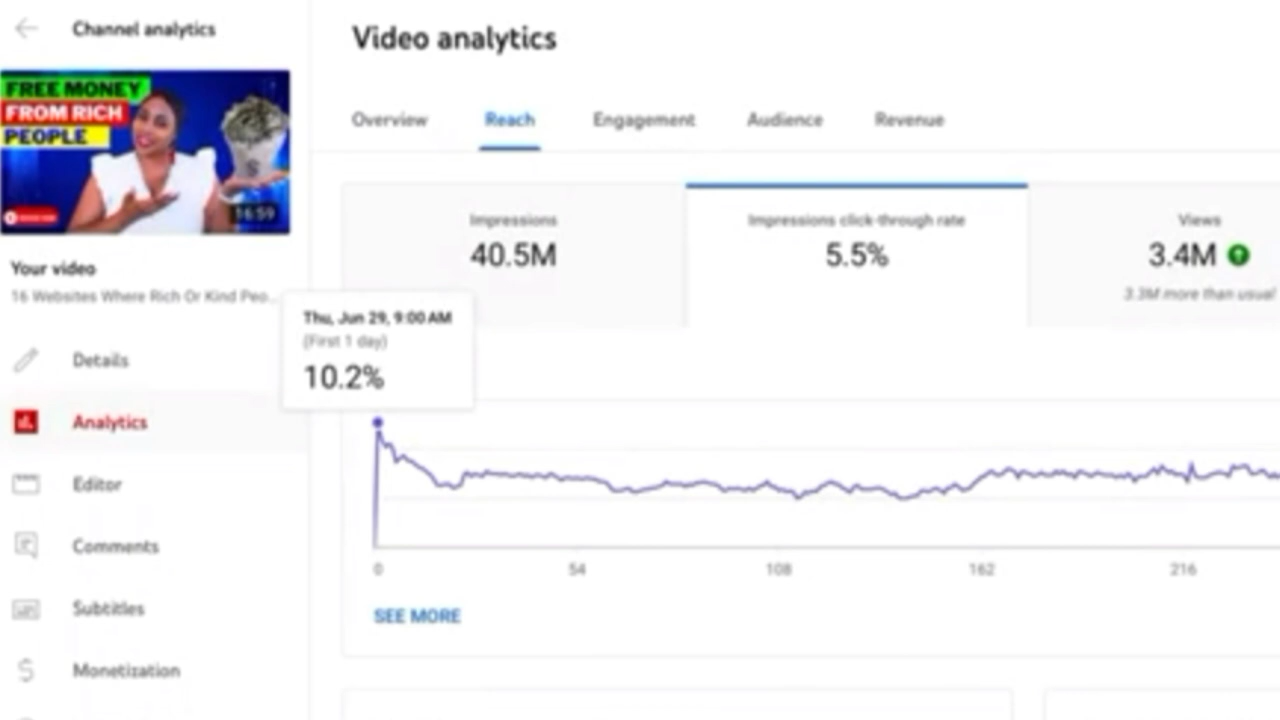 Channel analytics
FREE MONEY
FROM RICH
PEOPLE
16:59
Your video
16 Websites Where Rich Or Kind Peo...
Details
Analytics
Editor
Comments
Subtitles
Monetization
Video analytics
Overview
Reach
Engagement
Audience
Revenue
Impressions
40.5M
Impressions click-through rate
5.5%
Views
3.4M
3.3M more than usual
Thu, Jun 29, 9:00 AM
(First 1 day)
10.2%
0 54 108 162 216
SEE MORE